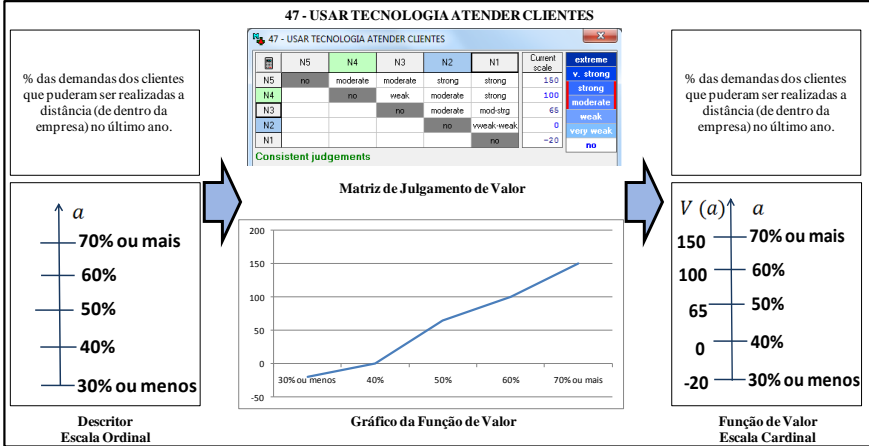 47 - USAR TECNOLOGIA ATENDER CLIENTES
% das demandas dos clientes
que puderam ser realizadas a
distância (de dentro da
empresa) no último ano.
a
70% ou mais
60%
50%
40%
30% ou menos
Descritor
Escala Ordinal
47 - USAR TECNOLOGIA ATENDER CLIENTES
N5 N4 N3 N2 N1 Current scale
N5 no moderate moderate strong strong 150
N4 no weak moderate strong 100
N3 no moderate mod-strg 65
N2 no vweak-weak 0
N1 no -20
extreme
v. strong
strong
moderate
weak
very weak
no
Consistent judgements
Matriz de Julgamento de Valor
200
150
100
50
0
-50
30% ou menos 40% 50% 60% 70% ou mais
Gráfico da Função de Valor
% das demandas dos clientes
que puderam ser realizadas a
distância (de dentro da
empresa) no último ano.
V (a) a
150 70% ou mais
100 60%
65 50%
0 40%
-20 30% ou menos
Função de Valor
Escala Cardinal